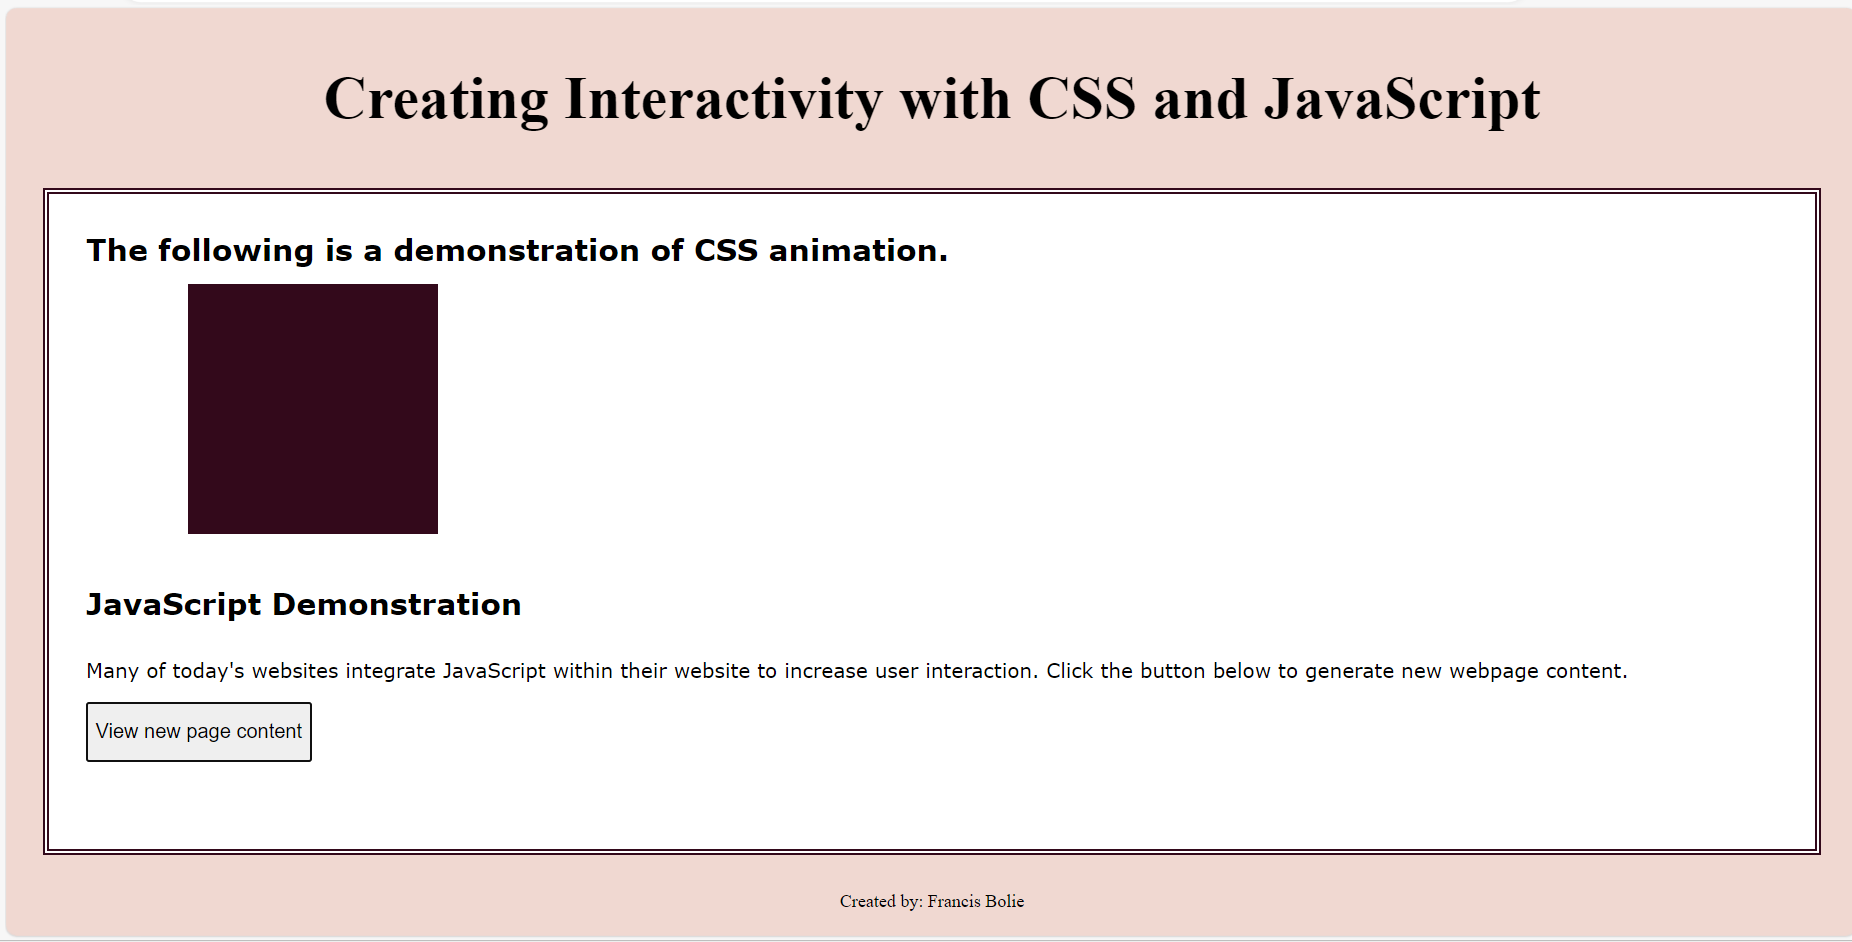 Creating Interactivity with CSS and JavaScript
The following is a demonstration of CSS animation.
JavaScript Demonstration
Many of today's websites integrate JavaScript within their website to increase user interaction. Click the button below to generate new webpage content.
View new page content
Created by: Francis Bolie